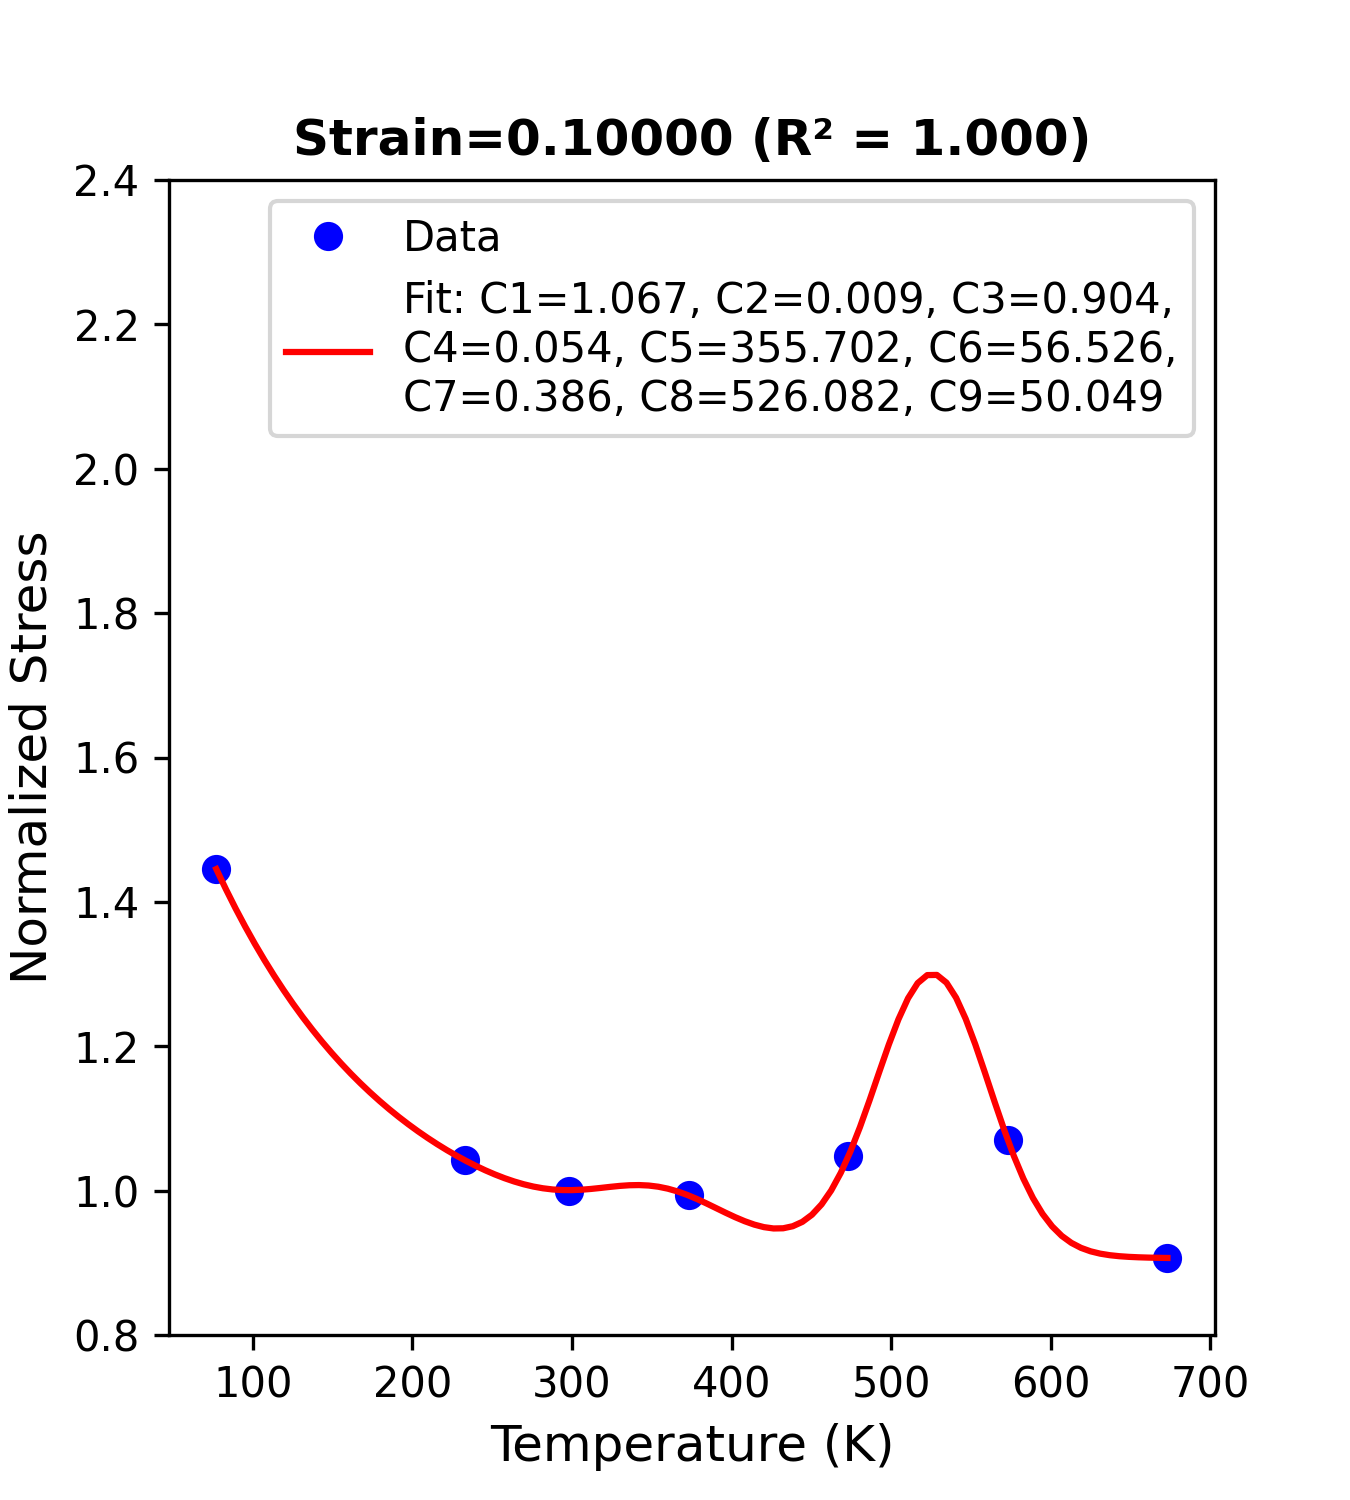 Strain=0.10000 (R² = 1.000)
2.4
2.2
2.0
1.8
1.6
1.4
1.2
1.0
0.8
Data
Fit: C1=1.067, C2=0.009, C3=0.904,
C4=0.054, C5=355.702, C6=56.526,
C7=0.386, C8=526.082, C9=50.049
Normalized Stress
100 200 300 400 500 600 700
Temperature (K)